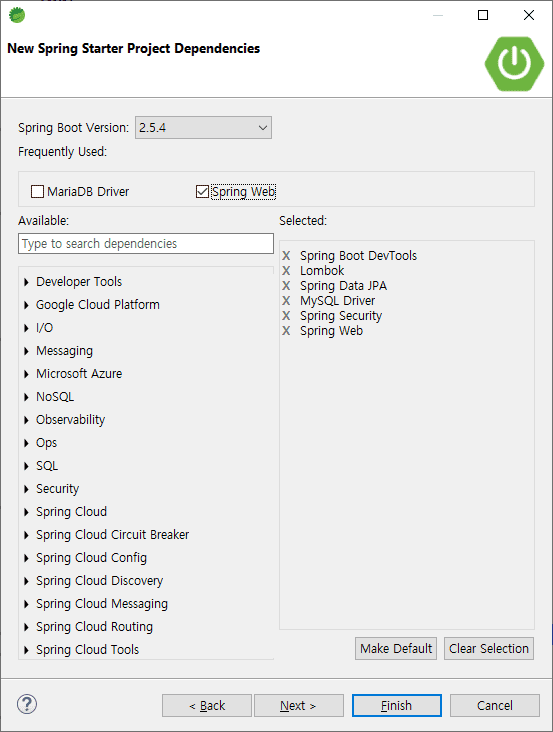 New Spring Starter Project Dependencies
Spring Boot Version: 2.5.4
Frequently Used:
MariaDB Driver Spring Web
Available: Selected:
Type to search dependencies
Developer Tools
Google Cloud Platform
I/O
Messaging
Microsoft Azure
NoSQL
Observability
Ops
SQL
Security
Spring Cloud
Spring Cloud Circuit Breaker
Spring Cloud Config
Spring Cloud Discovery
Spring Cloud Messaging
Spring Cloud Routing
Spring Cloud Tools
X Spring Boot DevTools
X Lombok
X Spring Data JPA
X MySQL Driver
X Spring Security
X Spring Web
Make Default Clear Selection
? < Back Next > Finish Cancel